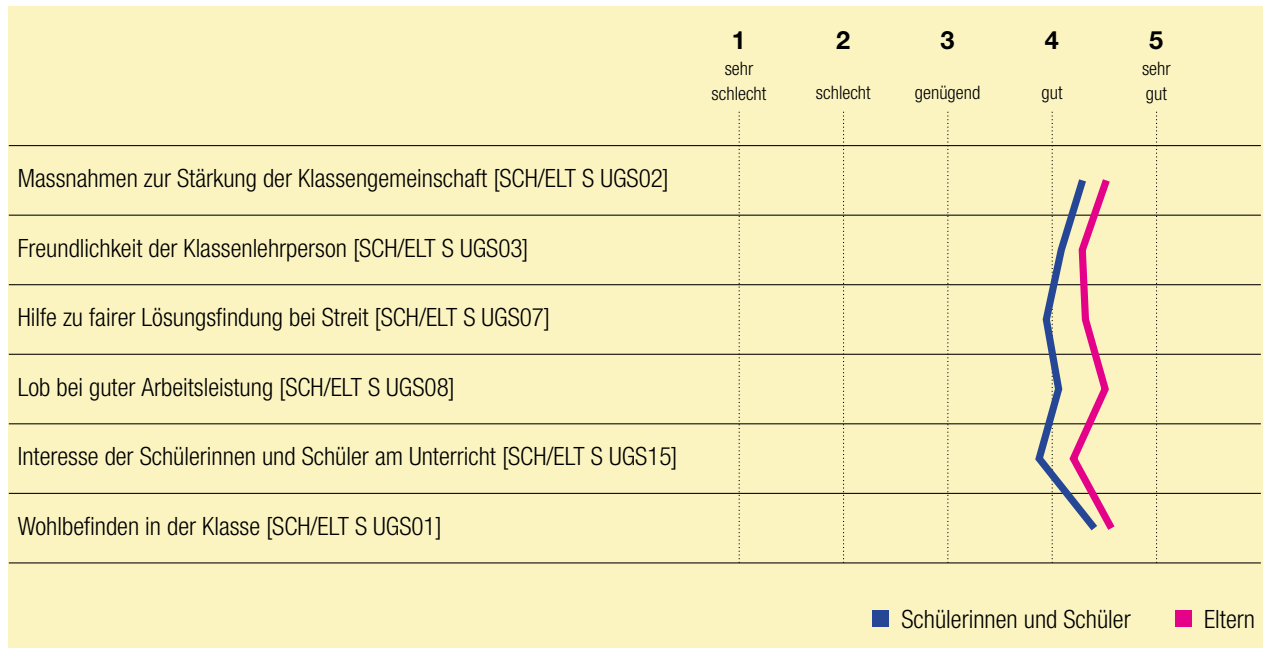 1 2 3 4 5
sehr sehr
schlecht schlecht genügend gut gut
Massnahmen zur Stärkung der Klassengemeinschaft [SCH/ELT S UGS02]
Freundlichkeit der Klassenlehrperson [SCH/ELT S UGS03]
Hilfe zu fairer Lösungsfindung bei Streit [SCH/ELT S UGS07]
Lob bei guter Arbeitsleistung [SCH/ELT S UGS08]
Interesse der Schülerinnen und Schüler am Unterricht [SCH/ELT S UGS15]
Wohlbefinden in der Klasse [SCH/ELT S UGS01]
Schülerinnen und Schüler Eltern